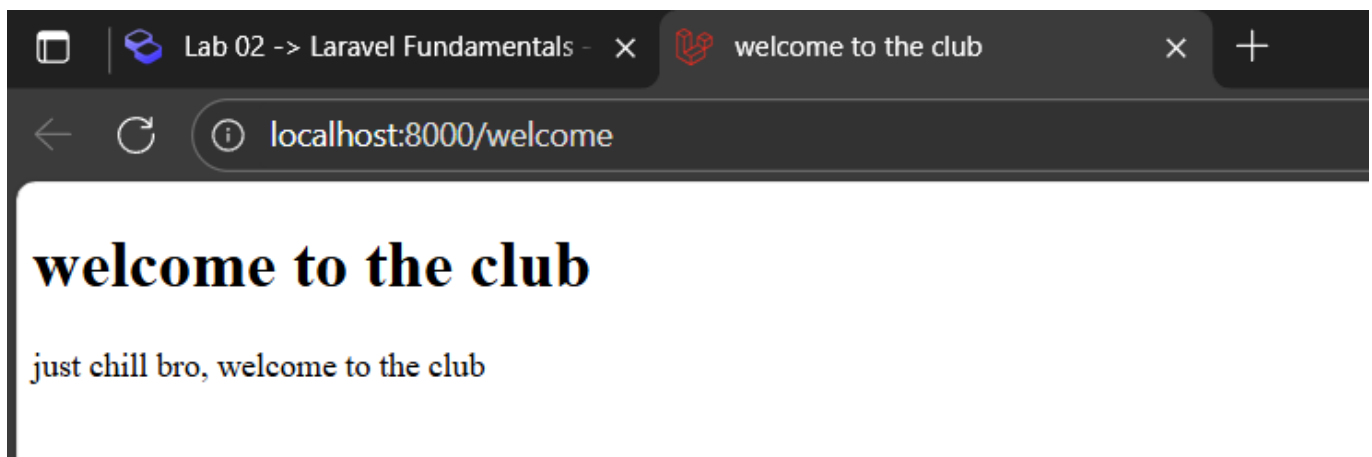 Lab 02 -> Laravel Fundamentals -
welcome to the club
localhost:8000/welcome
welcome to the club
just chill bro, welcome to the club